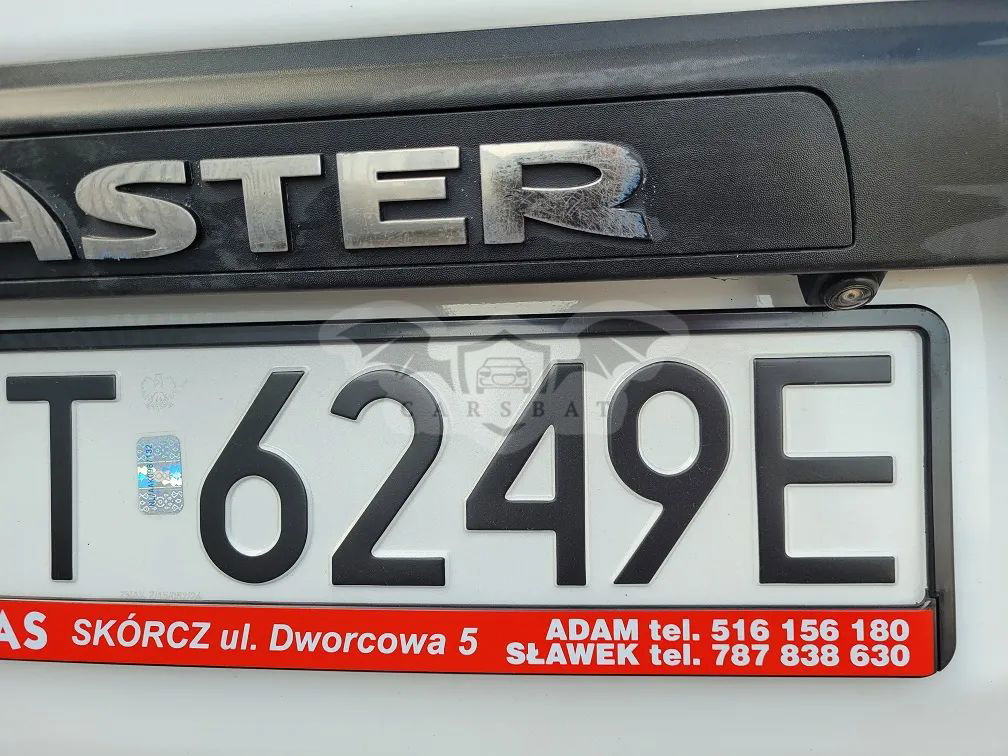 ASTER
CARSBAT
T 6249E
AS SKÓRCZ ul. Dworcowa 5 ADAM tel. 516 156 180
SŁAWEK tel. 787 838 630